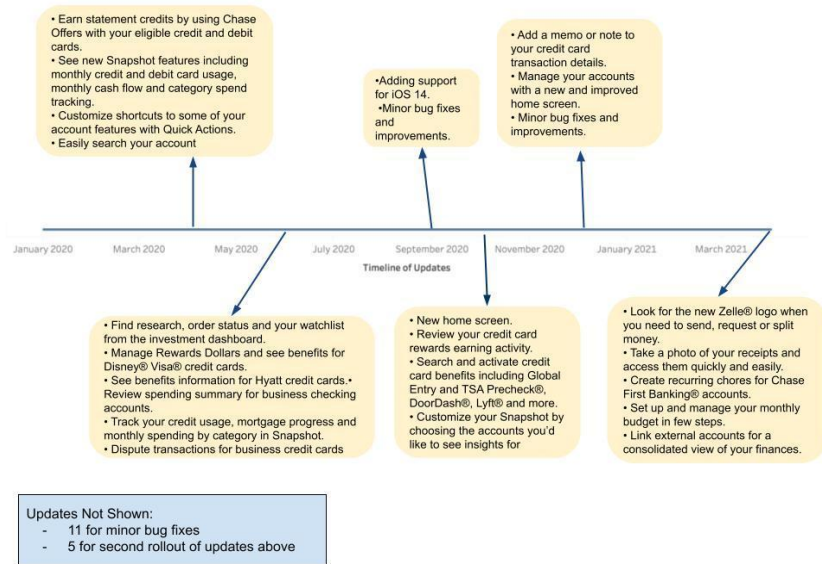 • Earn statement credits by using Chase
Offers with your eligible credit and debit
cards.
• See new Snapshot features including
monthly credit and debit card usage,
monthly cash flow and category spend
tracking.
• Customize shortcuts to some of your
account features with Quick Actions.
• Easily search your account
•Adding support
for iOS 14.
•Minor bug fixes
and
improvements.
• Add a memo or note to
your credit card
transaction details.
• Manage your accounts
with a new and improved
home screen.
• Minor bug fixes and
improvements.
January 2020 March 2020 May 2020 July 2020 September 2020 November 2020 January 2021 March 2021
Timeline of Updates
• Find research, order status and your watchlist
from the investment dashboard.
• Manage Rewards Dollars and see benefits for
Disney® Visa® credit cards.
• See benefits information for Hyatt credit cards.•
Review spending summary for business checking
accounts.
• Track your credit usage, mortgage progress and
monthly spending by category in Snapshot.
• Dispute transactions for business credit cards
• New home screen.
• Review your credit card
rewards earning activity.
• Search and activate credit
card benefits including Global
Entry and TSA Precheck®,
DoorDash®, Lyft® and more.
• Customize your Snapshot by
choosing the accounts you'd
like to see insights for
• Look for the new Zelle® logo when
you need to send, request or split
money.
• Take a photo of your receipts and
access them quickly and easily.
• Create recurring chores for Chase
First Banking® accounts.
• Set up and manage your monthly
budget in few steps.
• Link external accounts for a
consolidated view of your finances.
Updates Not Shown:
- 11 for minor bug fixes
- 5 for second rollout of updates above